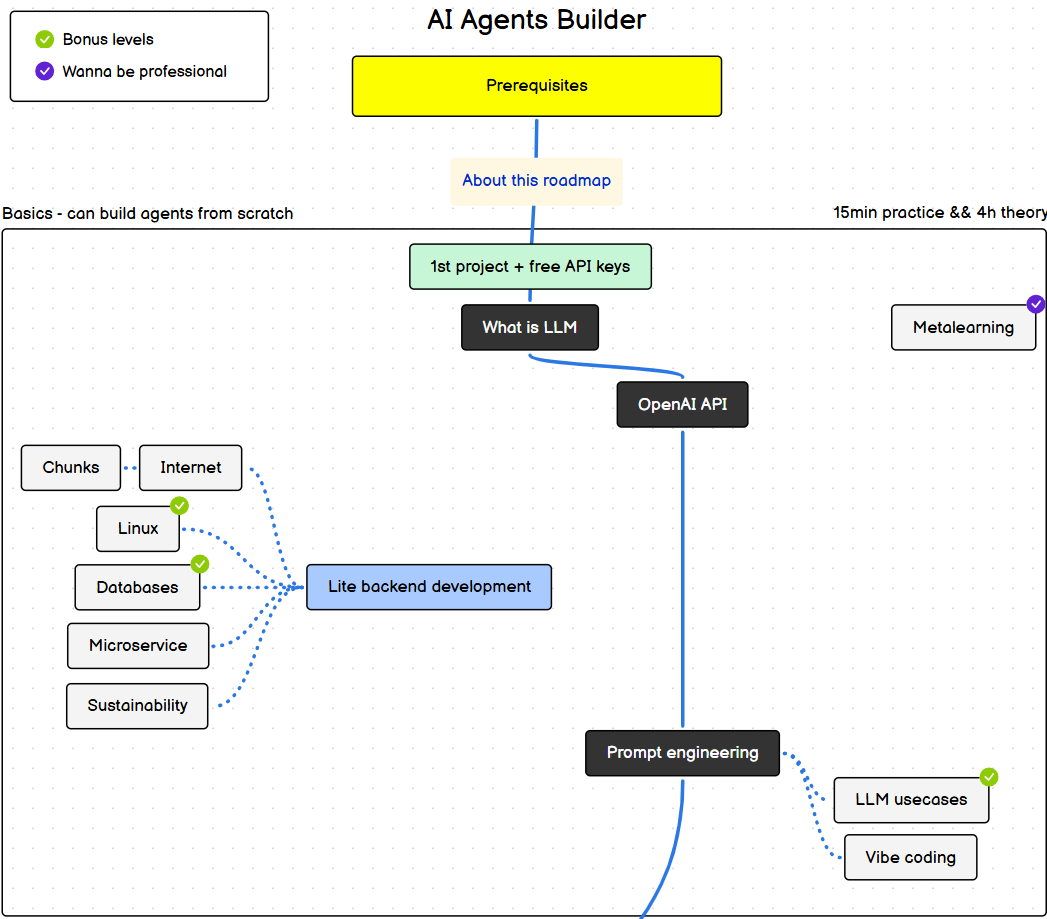 AI Agents Builder
Bonus levels
Wanna be professional
Prerequisites
About this roadmap
Basics - can build agents from scratch
15min practice && 4h theory
1st project + free API keys
What is LLM
Metalearning
OpenAI API
Chunks
Internet
Linux
Databases
Lite backend development
Microservice
Sustainability
Prompt engineering
LLM usecases
Vibe coding